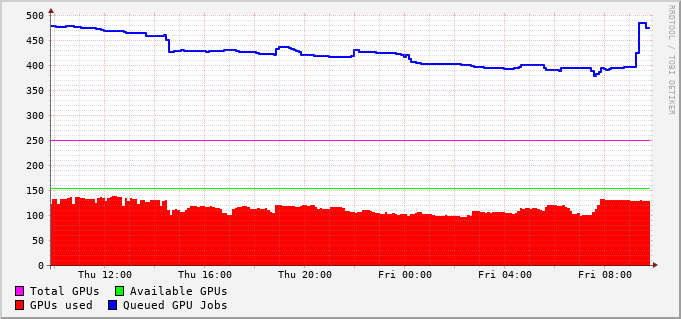 500
450
400
350
300
250
200
150
100
50
0
Thu 12:00 Thu 16:00 Thu 20:00 Fri 00:00 Fri 04:00 Fri 08:00
Total GPUs Available GPUs
GPUs used Queued GPU Jobs
RRDTOOL / TOBI OETIKER